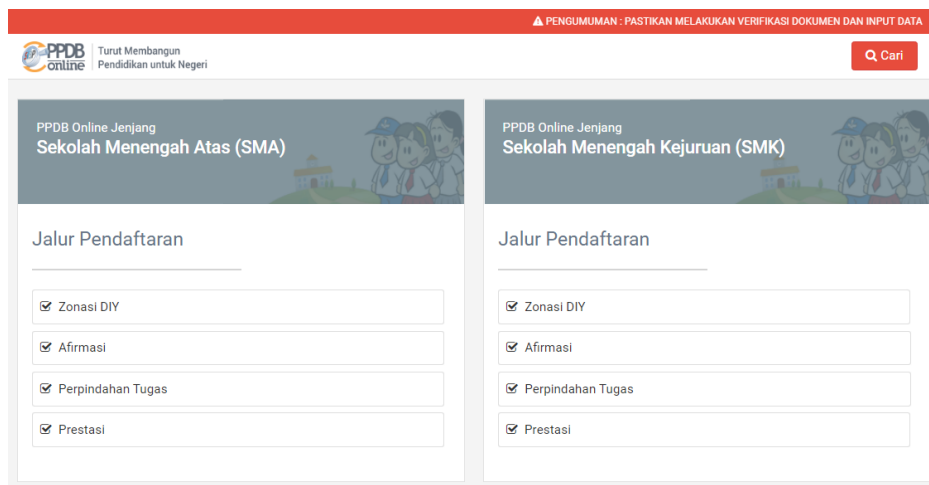 PENGUMUMAN : PASTIKAN MELAKUKAN VERIFIKASI DOKUMEN DAN INPUT DATA
PPDB
online
Turut Membangun
Pendidikan untuk Negeri
Cari
PPDB Online Jenjang
Sekolah Menengah Atas (SMA)
Jalur Pendaftaran
Zonasi DIY
Afirmasi
Perpindahan Tugas
Prestasi
PPDB Online Jenjang
Sekolah Menengah Kejuruan (SMK)
Jalur Pendaftaran
Zonasi DIY
Afirmasi
Perpindahan Tugas
Prestasi